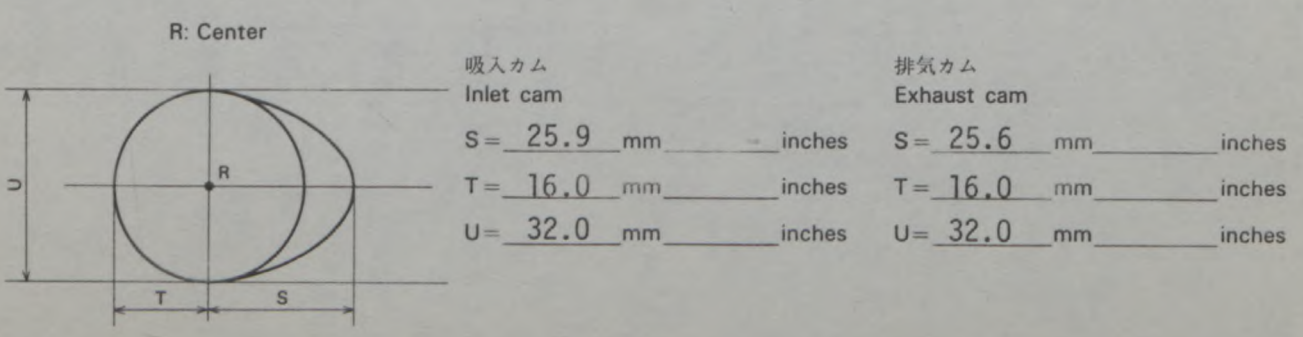 R: Center
R
U
T
S
吸入カム
Inlet cam
S= 25.9 mm inches
T= 16.0 mm inches
U= 32.0 mm inches
排気カム
Exhaust cam
S= 25.6 mm inches
T= 16.0 mm inches
U= 32.0 mm inches